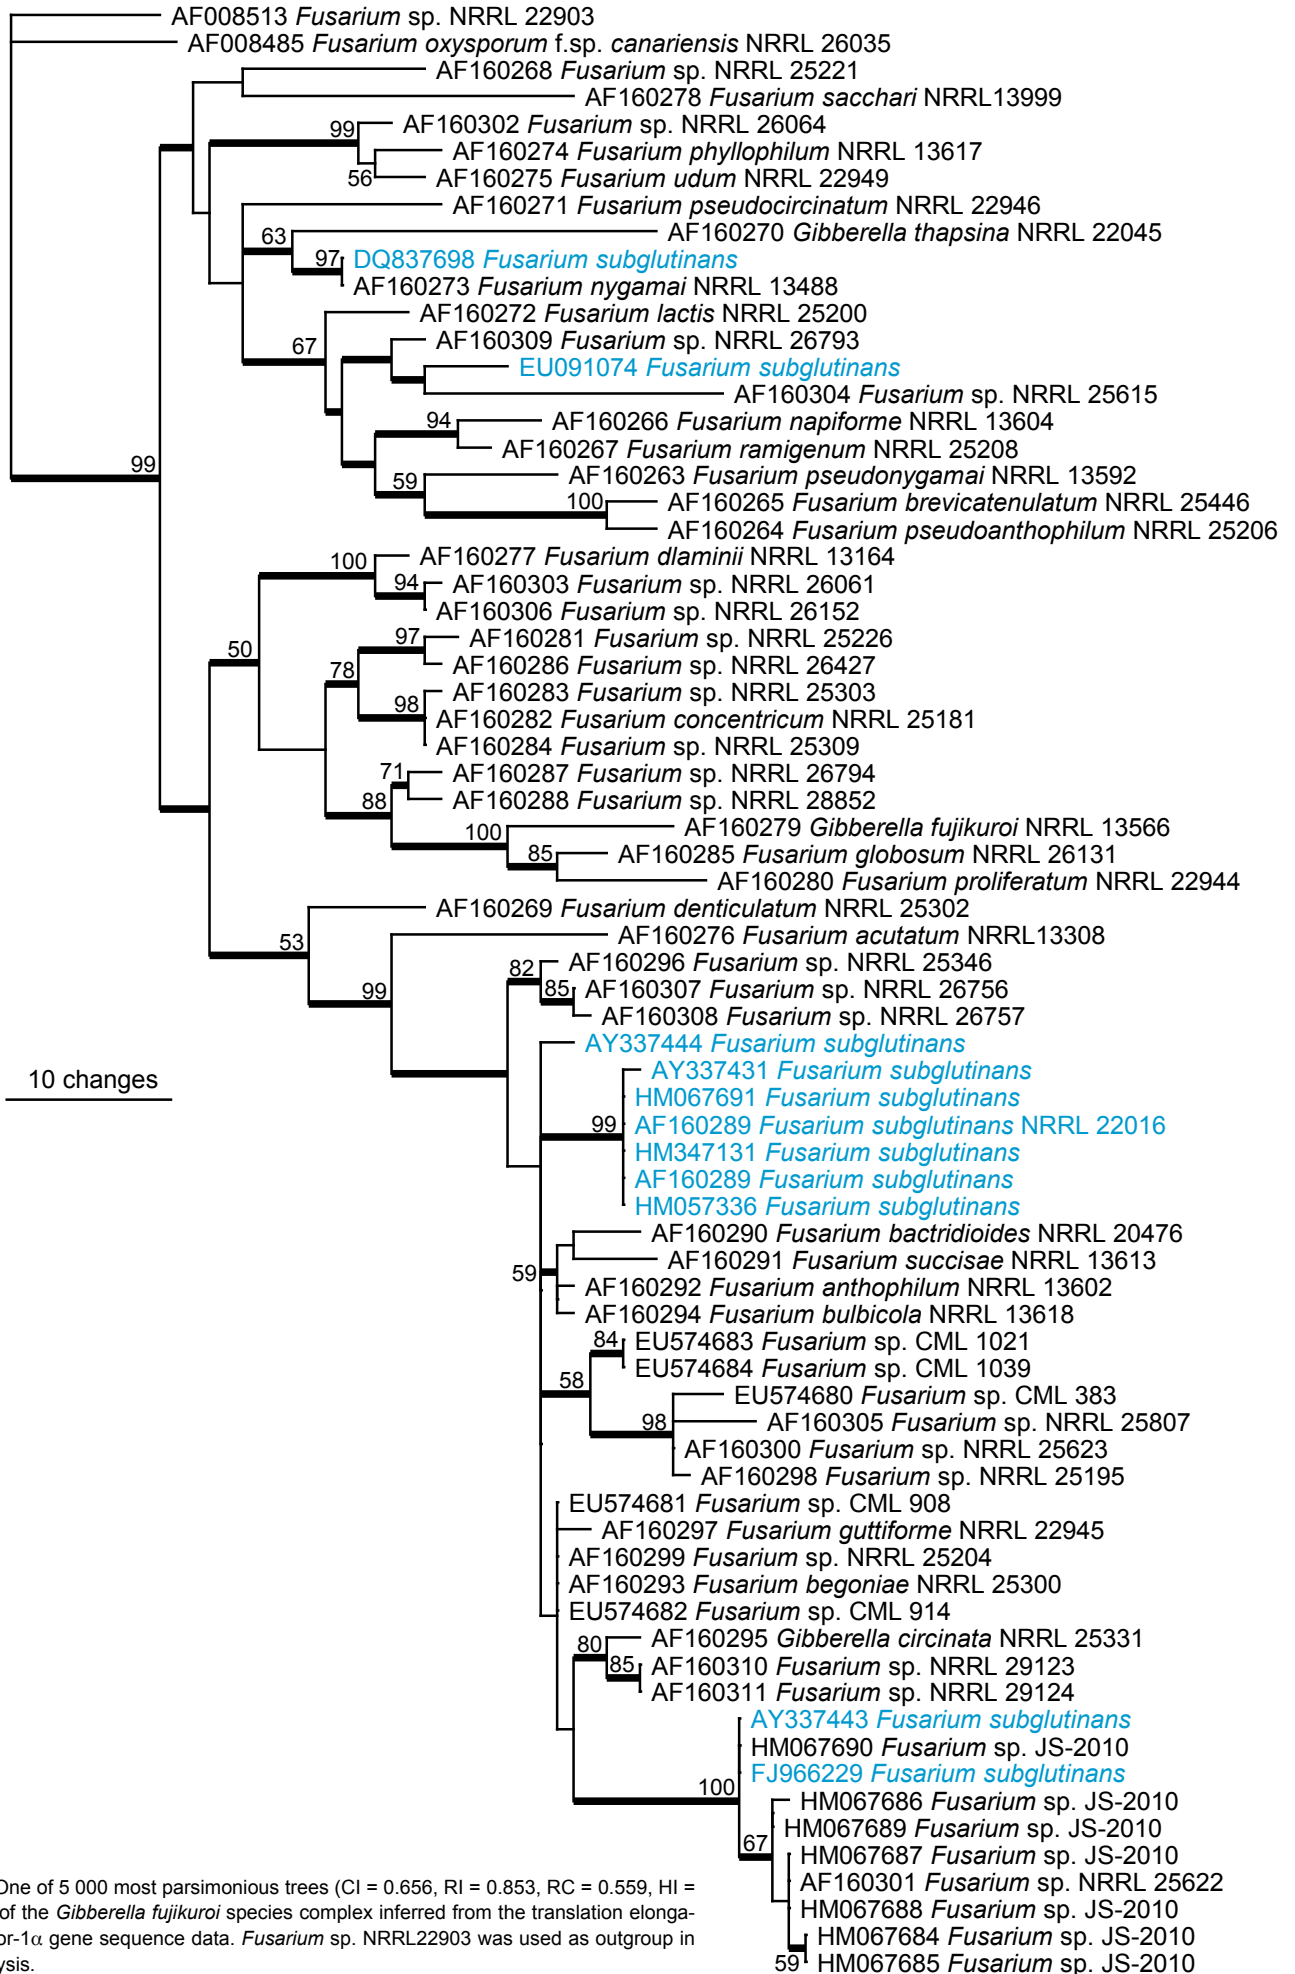 AF008513 Fusarium sp. NRRL 22903
AF008485 Fusarium oxysporum f.sp. canariensis NRRL 26035
AF160268 Fusarium sp. NRRL 25221
AF160278 Fusarium sacchari NRRL13999
99 AF160302 Fusarium sp. NRRL 26064
AF160274 Fusarium phyllophilum NRRL 13617
56 AF160275 Fusarium udum NRRL 22949
AF160271 Fusarium pseudocircinatum NRRL 22946
63 AF160270 Gibberella thapsina NRRL 22045
97 DQ837698 Fusarium subglutinans
AF160273 Fusarium nygamai NRRL 13488
AF160272 Fusarium lactis NRRL 25200
67 AF160309 Fusarium sp. NRRL 26793
EU091074 Fusarium subglutinans
AF160304 Fusarium sp. NRRL 25615
94 AF160266 Fusarium napiforme NRRL 13604
AF160267 Fusarium ramigenum NRRL 25208
99
59 AF160263 Fusarium pseudonygamai NRRL 13592
100 AF160265 Fusarium brevicatenulatum NRRL 25446
AF160264 Fusarium pseudoanthophilum NRRL 25206
100 AF160277 Fusarium dlaminii NRRL 13164
94 AF160303 Fusarium sp. NRRL 26061
AF160306 Fusarium sp. NRRL 26152
97 AF160281 Fusarium sp. NRRL 25226
50
78 AF160286 Fusarium sp. NRRL 26427
AF160283 Fusarium sp. NRRL 25303
98 AF160282 Fusarium concentricum NRRL 25181
AF160284 Fusarium sp. NRRL 25309
71 AF160287 Fusarium sp. NRRL 26794
88 AF160288 Fusarium sp. NRRL 28852
100 AF160279 Gibberella fujikuroi NRRL 13566
85 AF160285 Fusarium globosum NRRL 26131
AF160280 Fusarium proliferatum NRRL 22944
AF160269 Fusarium denticulatum NRRL 25302
53 AF160276 Fusarium acutatum NRRL13308
82 AF160296 Fusarium sp. NRRL 25346
99
85 AF160307 Fusarium sp. NRRL 26756
AF160308 Fusarium sp. NRRL 26757
AY337444 Fusarium subglutinans
10 changes
AY337431 Fusarium subglutinans
HM067691 Fusarium subglutinans
99 AF160289 Fusarium subglutinans NRRL 22016
HM347131 Fusarium subglutinans
AF160289 Fusarium subglutinans
HM057336 Fusarium subglutinans
AF160290 Fusarium bactridioides NRRL 20476
AF160291 Fusarium succisae NRRL 13613
59
AF160292 Fusarium anthophilum NRRL 13602
AF160294 Fusarium bulbicola NRRL 13618
84 EU574683 Fusarium sp. CML 1021
EU574684 Fusarium sp. CML 1039
58
EU574680 Fusarium sp. CML 383
98 AF160305 Fusarium sp. NRRL 25807
AF160300 Fusarium sp. NRRL 25623
AF160298 Fusarium sp. NRRL 25195
EU574681 Fusarium sp. CML 908
AF160297 Fusarium guttiforme NRRL 22945
AF160299 Fusarium sp. NRRL 25204
AF160293 Fusarium begoniae NRRL 25300
EU574682 Fusarium sp. CML 914
80 AF160295 Gibberella circinata NRRL 25331
85 AF160310 Fusarium sp. NRRL 29123
AF160311 Fusarium sp. NRRL 29124
AY337443 Fusarium subglutinans
HM067690 Fusarium sp. JS-2010
FJ966229 Fusarium subglutinans
100
HM067686 Fusarium sp. JS-2010
HM067689 Fusarium sp. JS-2010
67
HM067687 Fusarium sp. JS-2010
AF160301 Fusarium sp. NRRL 25622
HM067688 Fusarium sp. JS-2010
HM067684 Fusarium sp. JS-2010
59 HM067685 Fusarium sp. JS-2010
One of 5 000 most parsimonious trees (CI = 0.656, RI = 0.853, RC = 0.559, HI =
of the Gibberella fujikuroi species complex inferred from the translation elonga-
or-1α gene sequence data. Fusarium sp. NRRL22903 was used as outgroup in
ysis.